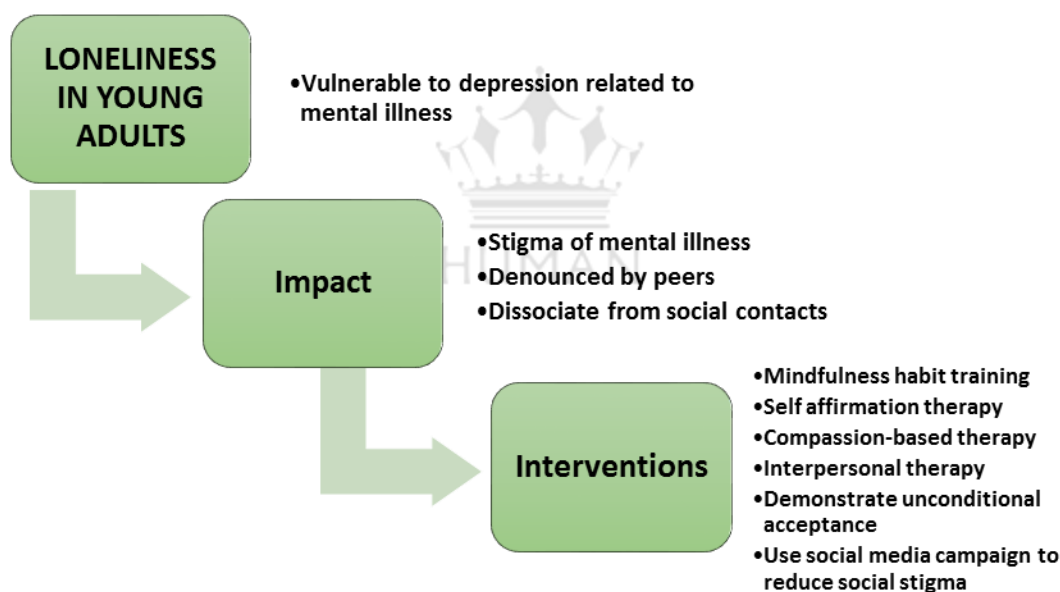 LONELINESS
IN YOUNG
ADULTS
•Vulnerable to depression related to
mental illness
Impact
•Stigma of mental illness
•Denounced by peers
•Dissociate from social contacts
HUMAN
Interventions
•Mindfulness habit training
•Self affirmation therapy
•Compassion-based therapy
•Interpersonal therapy
•Demonstrate unconditional
acceptance
•Use social media campaign to
reduce social stigma